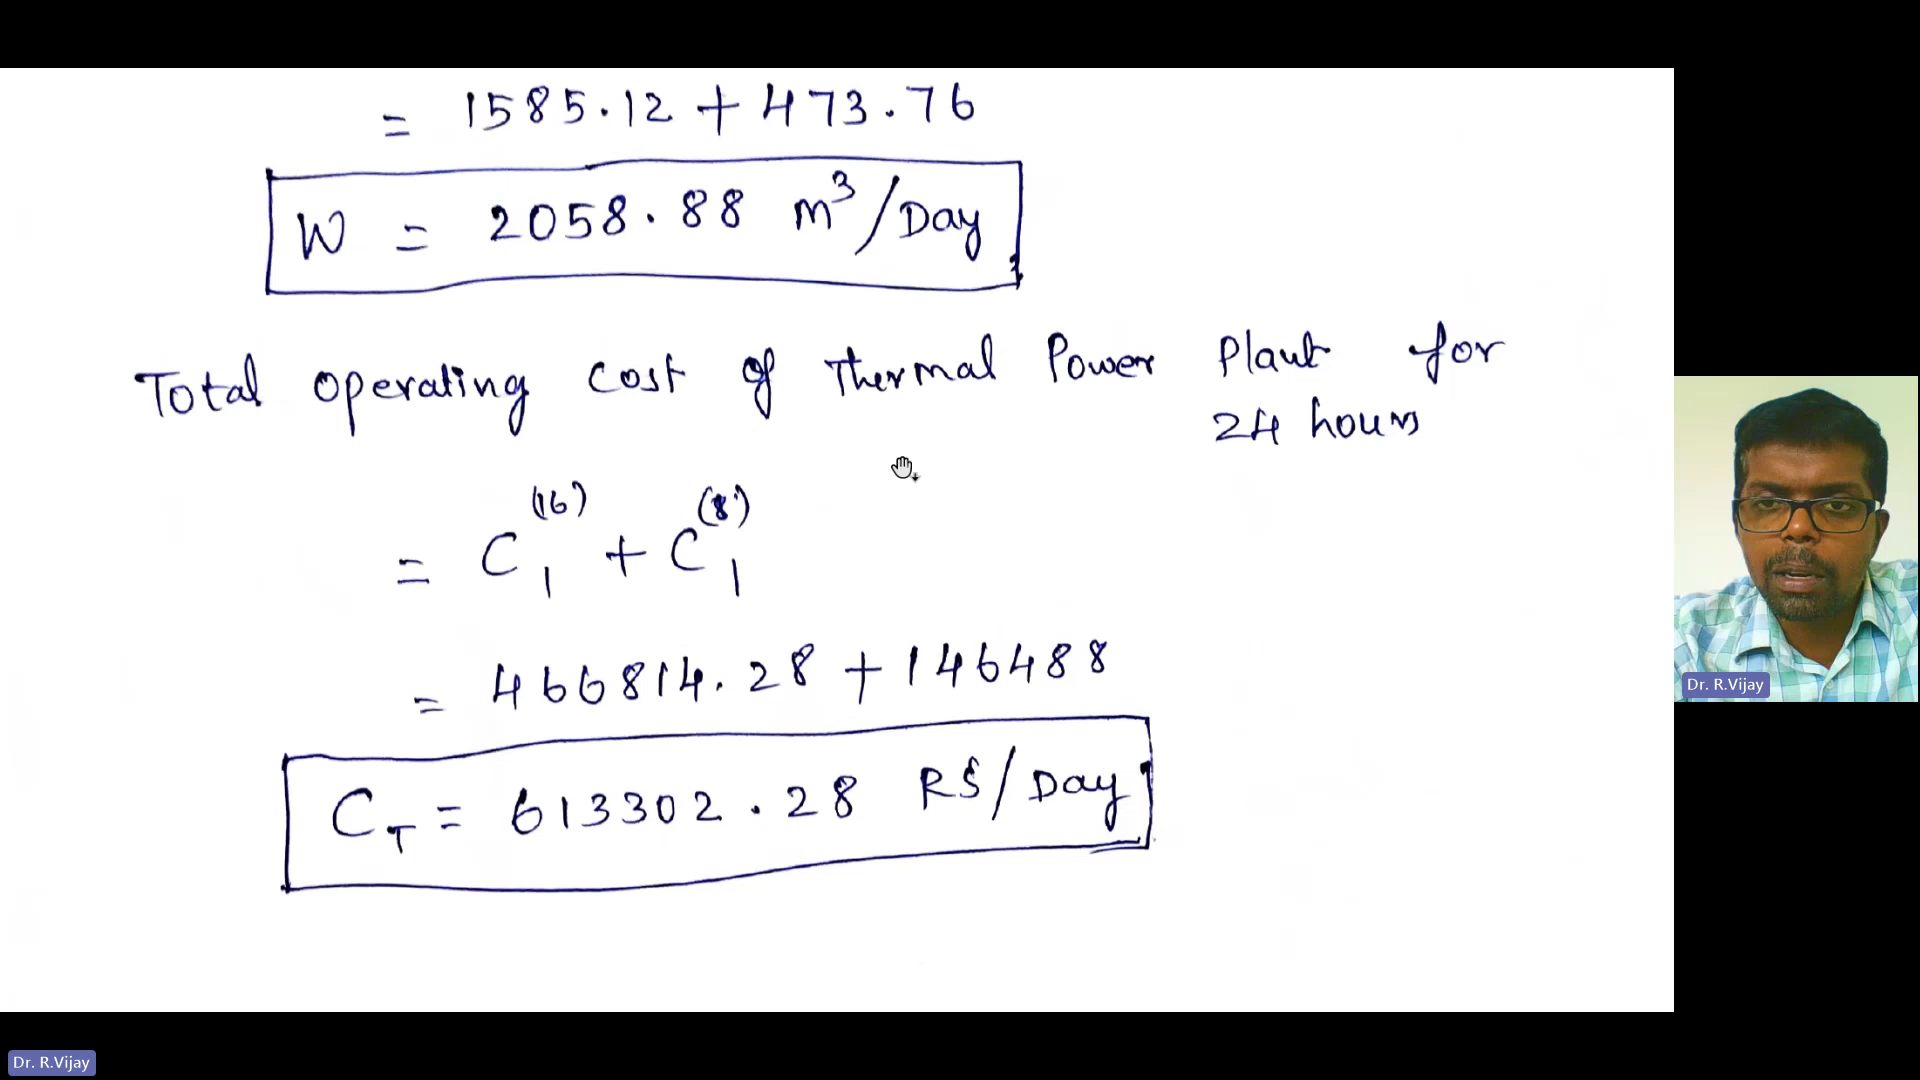 = 1585.12 + 473.76
W = 2058.88 m³/Day
Total operating cost of Thermal Power Plant for
24 hours
= C₁⁽¹⁶⁾ + C₁⁽⁸⁾
= 466814.28 + 146488
C_T = 613302.28 RS/Day
Dr. R.Vijay
Dr. R.Vijay